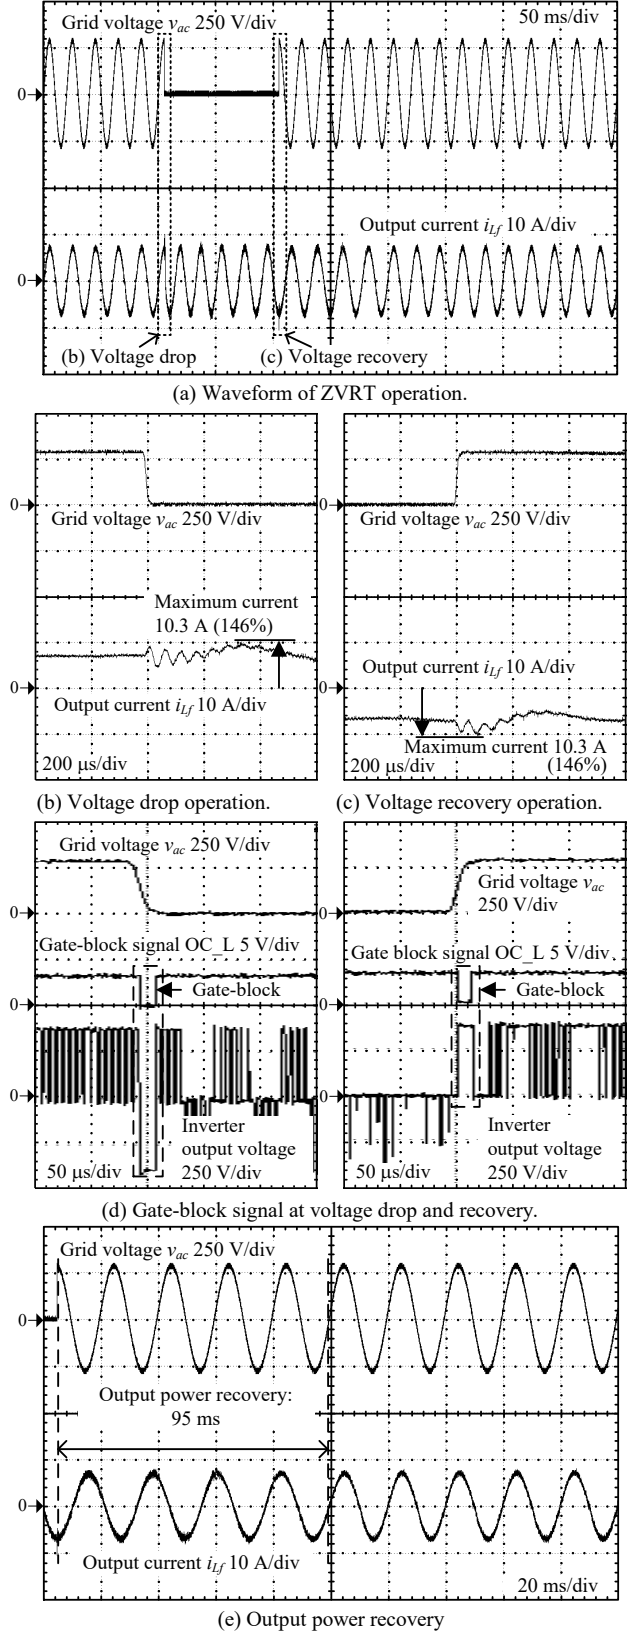 Grid voltage vac 250 V/div
50 ms/div
0
Output current iLf 10 A/div
0
(b) Voltage drop
(c) Voltage recovery
(a) Waveform of ZVRT operation.
0
Grid voltage vac 250 V/div
Maximum current
10.3 A (146%)
0
Output current iLf 10 A/div
200 μs/div
(b) Voltage drop operation.
0
Grid voltage vac 250 V/div
Output current iLf 10 A/div
0
Maximum current 10.3 A
(146%)
200 μs/div
(c) Voltage recovery operation.
Grid voltage vac 250 V/div
0
Gate-block signal OC_L 5 V/div
Gate-block
0
0
Inverter
output voltage
250 V/div
50 μs/div
Grid voltage vac
250 V/div
0
Gate block signal OC_L 5 V/div
Gate-block
0
0
Inverter
output voltage
250 V/div
50 μs/div
(d) Gate-block signal at voltage drop and recovery.
Grid voltage vac 250 V/div
0
Output power recovery:
95 ms
0
Output current iLf 10 A/div
20 ms/div
(e) Output power recovery